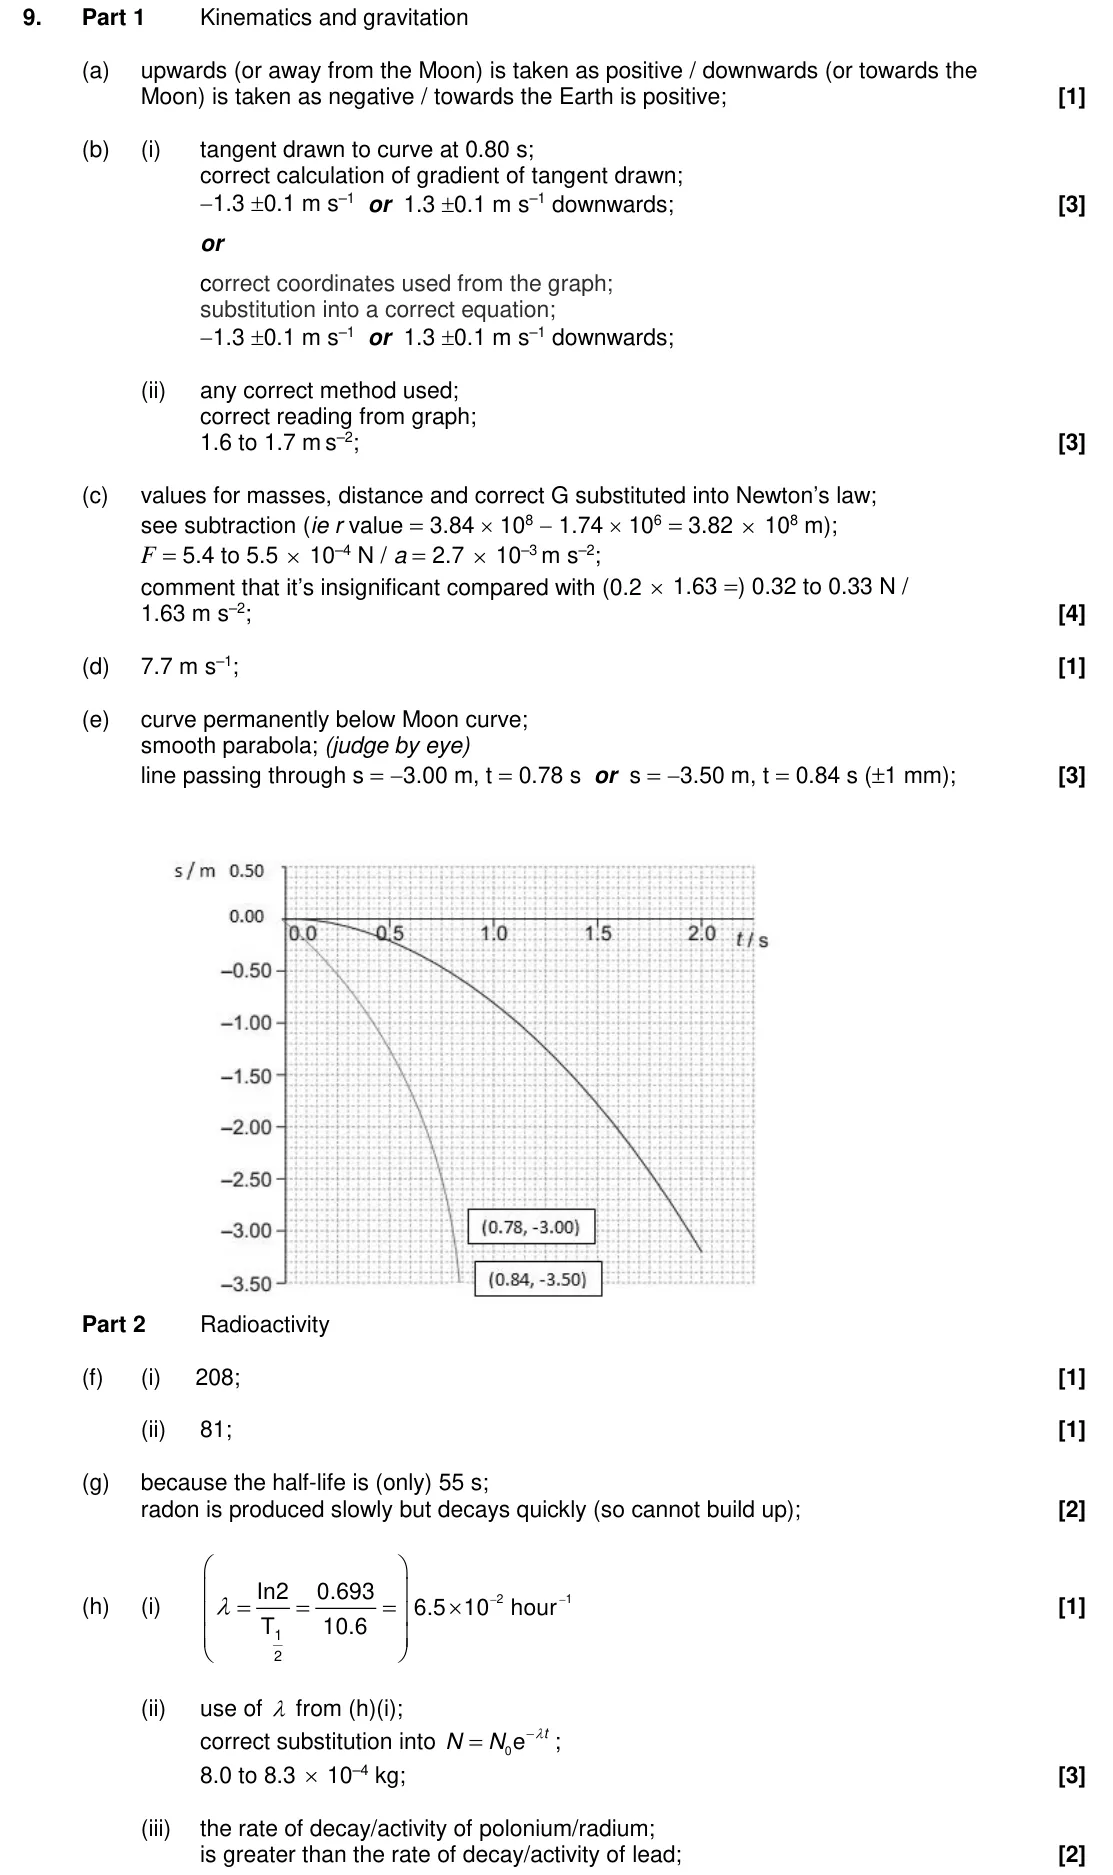 9. Part 1 Kinematics and gravitation
(a) upwards (or away from the Moon) is taken as positive / downwards (or towards the
Moon) is taken as negative / towards the Earth is positive; [1]
(b) (i) tangent drawn to curve at 0.80 s;
correct calculation of gradient of tangent drawn;
−1.3 ±0.1 m s⁻¹ or 1.3 ±0.1 m s⁻¹ downwards; [3]
or
correct coordinates used from the graph;
substitution into a correct equation;
−1.3 ±0.1 m s⁻¹ or 1.3 ±0.1 m s⁻¹ downwards;
(ii) any correct method used;
correct reading from graph;
1.6 to 1.7 m s⁻²; [3]
(c) values for masses, distance and correct G substituted into Newton's law;
see subtraction (ie r value = 3.84 × 10⁸ − 1.74 × 10⁶ = 3.82 × 10⁸ m);
F = 5.4 to 5.5 × 10⁻⁴ N / a = 2.7 × 10⁻³ m s⁻²;
comment that it's insignificant compared with (0.2 × 1.63 =) 0.32 to 0.33 N /
1.63 m s⁻²; [4]
(d) 7.7 m s⁻¹; [1]
(e) curve permanently below Moon curve;
smooth parabola; (judge by eye)
line passing through s = −3.00 m, t = 0.78 s or s = −3.50 m, t = 0.84 s (±1 mm); [3]
s / m 0.50
0.00
0.0 0.5 1.0 1.5 2.0 t / s
−0.50
−1.00
−1.50
−2.00
−2.50
−3.00 (0.78, -3.00)
−3.50 (0.84, -3.50)
Part 2 Radioactivity
(f) (i) 208; [1]
(ii) 81; [1]
(g) because the half-life is (only) 55 s;
radon is produced slowly but decays quickly (so cannot build up); [2]
(h) (i) (λ = ln2/T_{1/2} = 0.693/10.6 =) 6.5×10⁻² hour⁻¹ [1]
(ii) use of λ from (h)(i);
correct substitution into N = N₀e^{−λt} ;
8.0 to 8.3 × 10⁻⁴ kg; [3]
(iii) the rate of decay/activity of polonium/radium;
is greater than the rate of decay/activity of lead; [2]